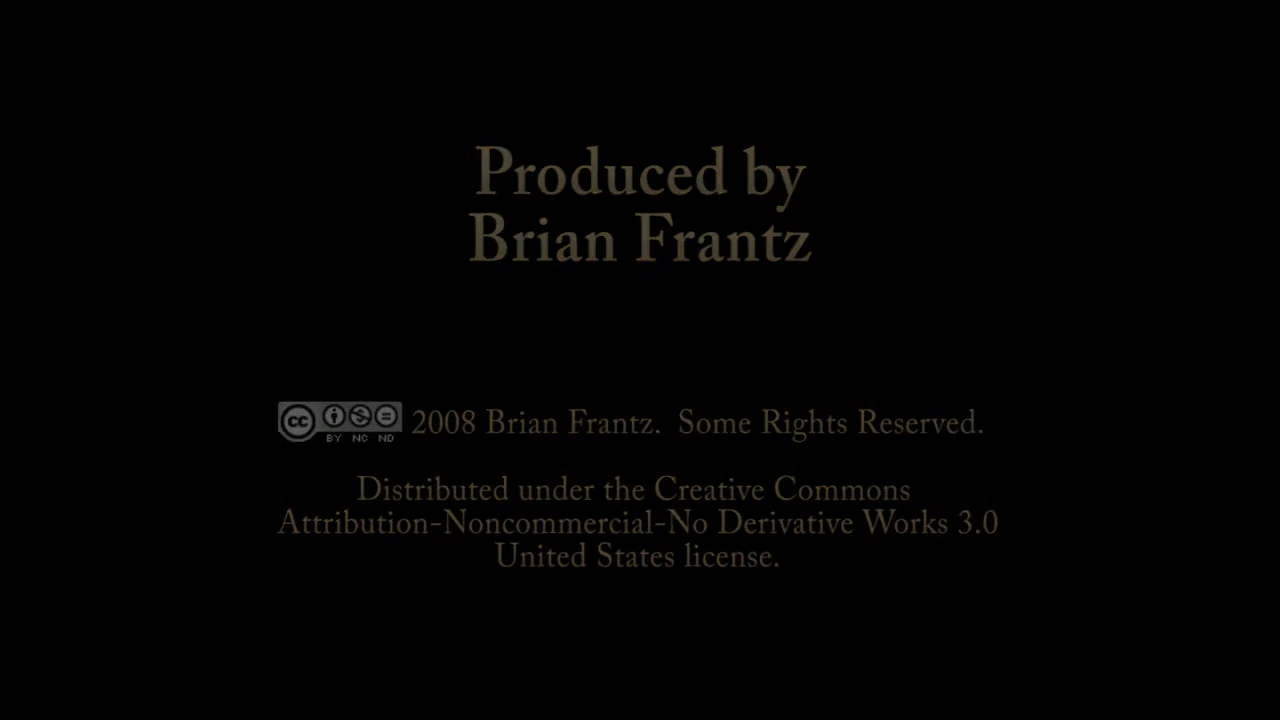 Produced by
Brian Frantz
cc BY NC ND 2008 Brian Frantz. Some Rights Reserved.
Distributed under the Creative Commons
Attribution-Noncommercial-No Derivative Works 3.0
United States license.